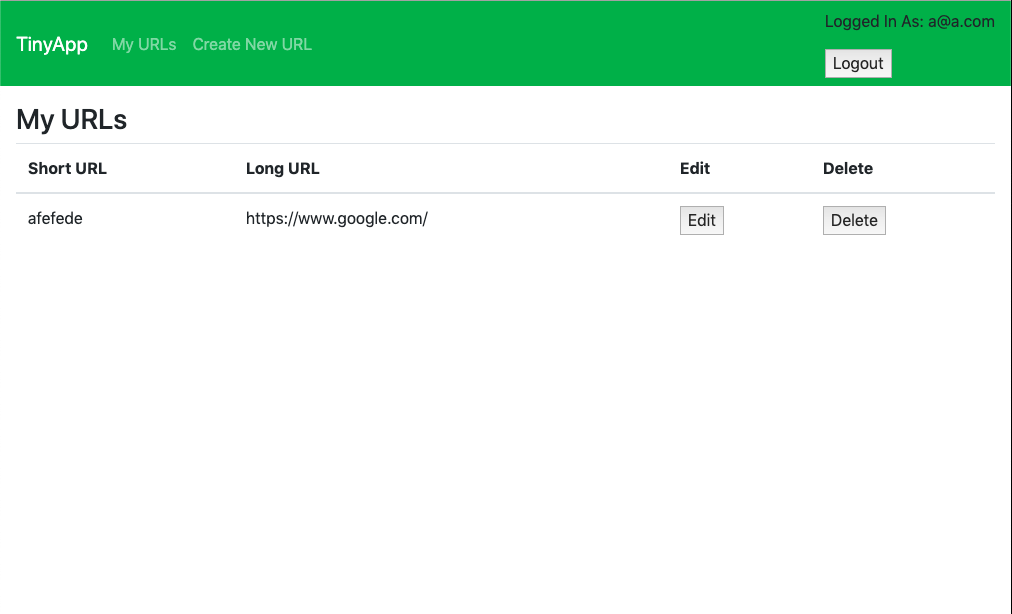 Logged In As: a@a.com
TinyApp My URLs Create New URL
Logout
My URLs
Short URL Long URL Edit Delete
afefede https://www.google.com/ Edit Delete